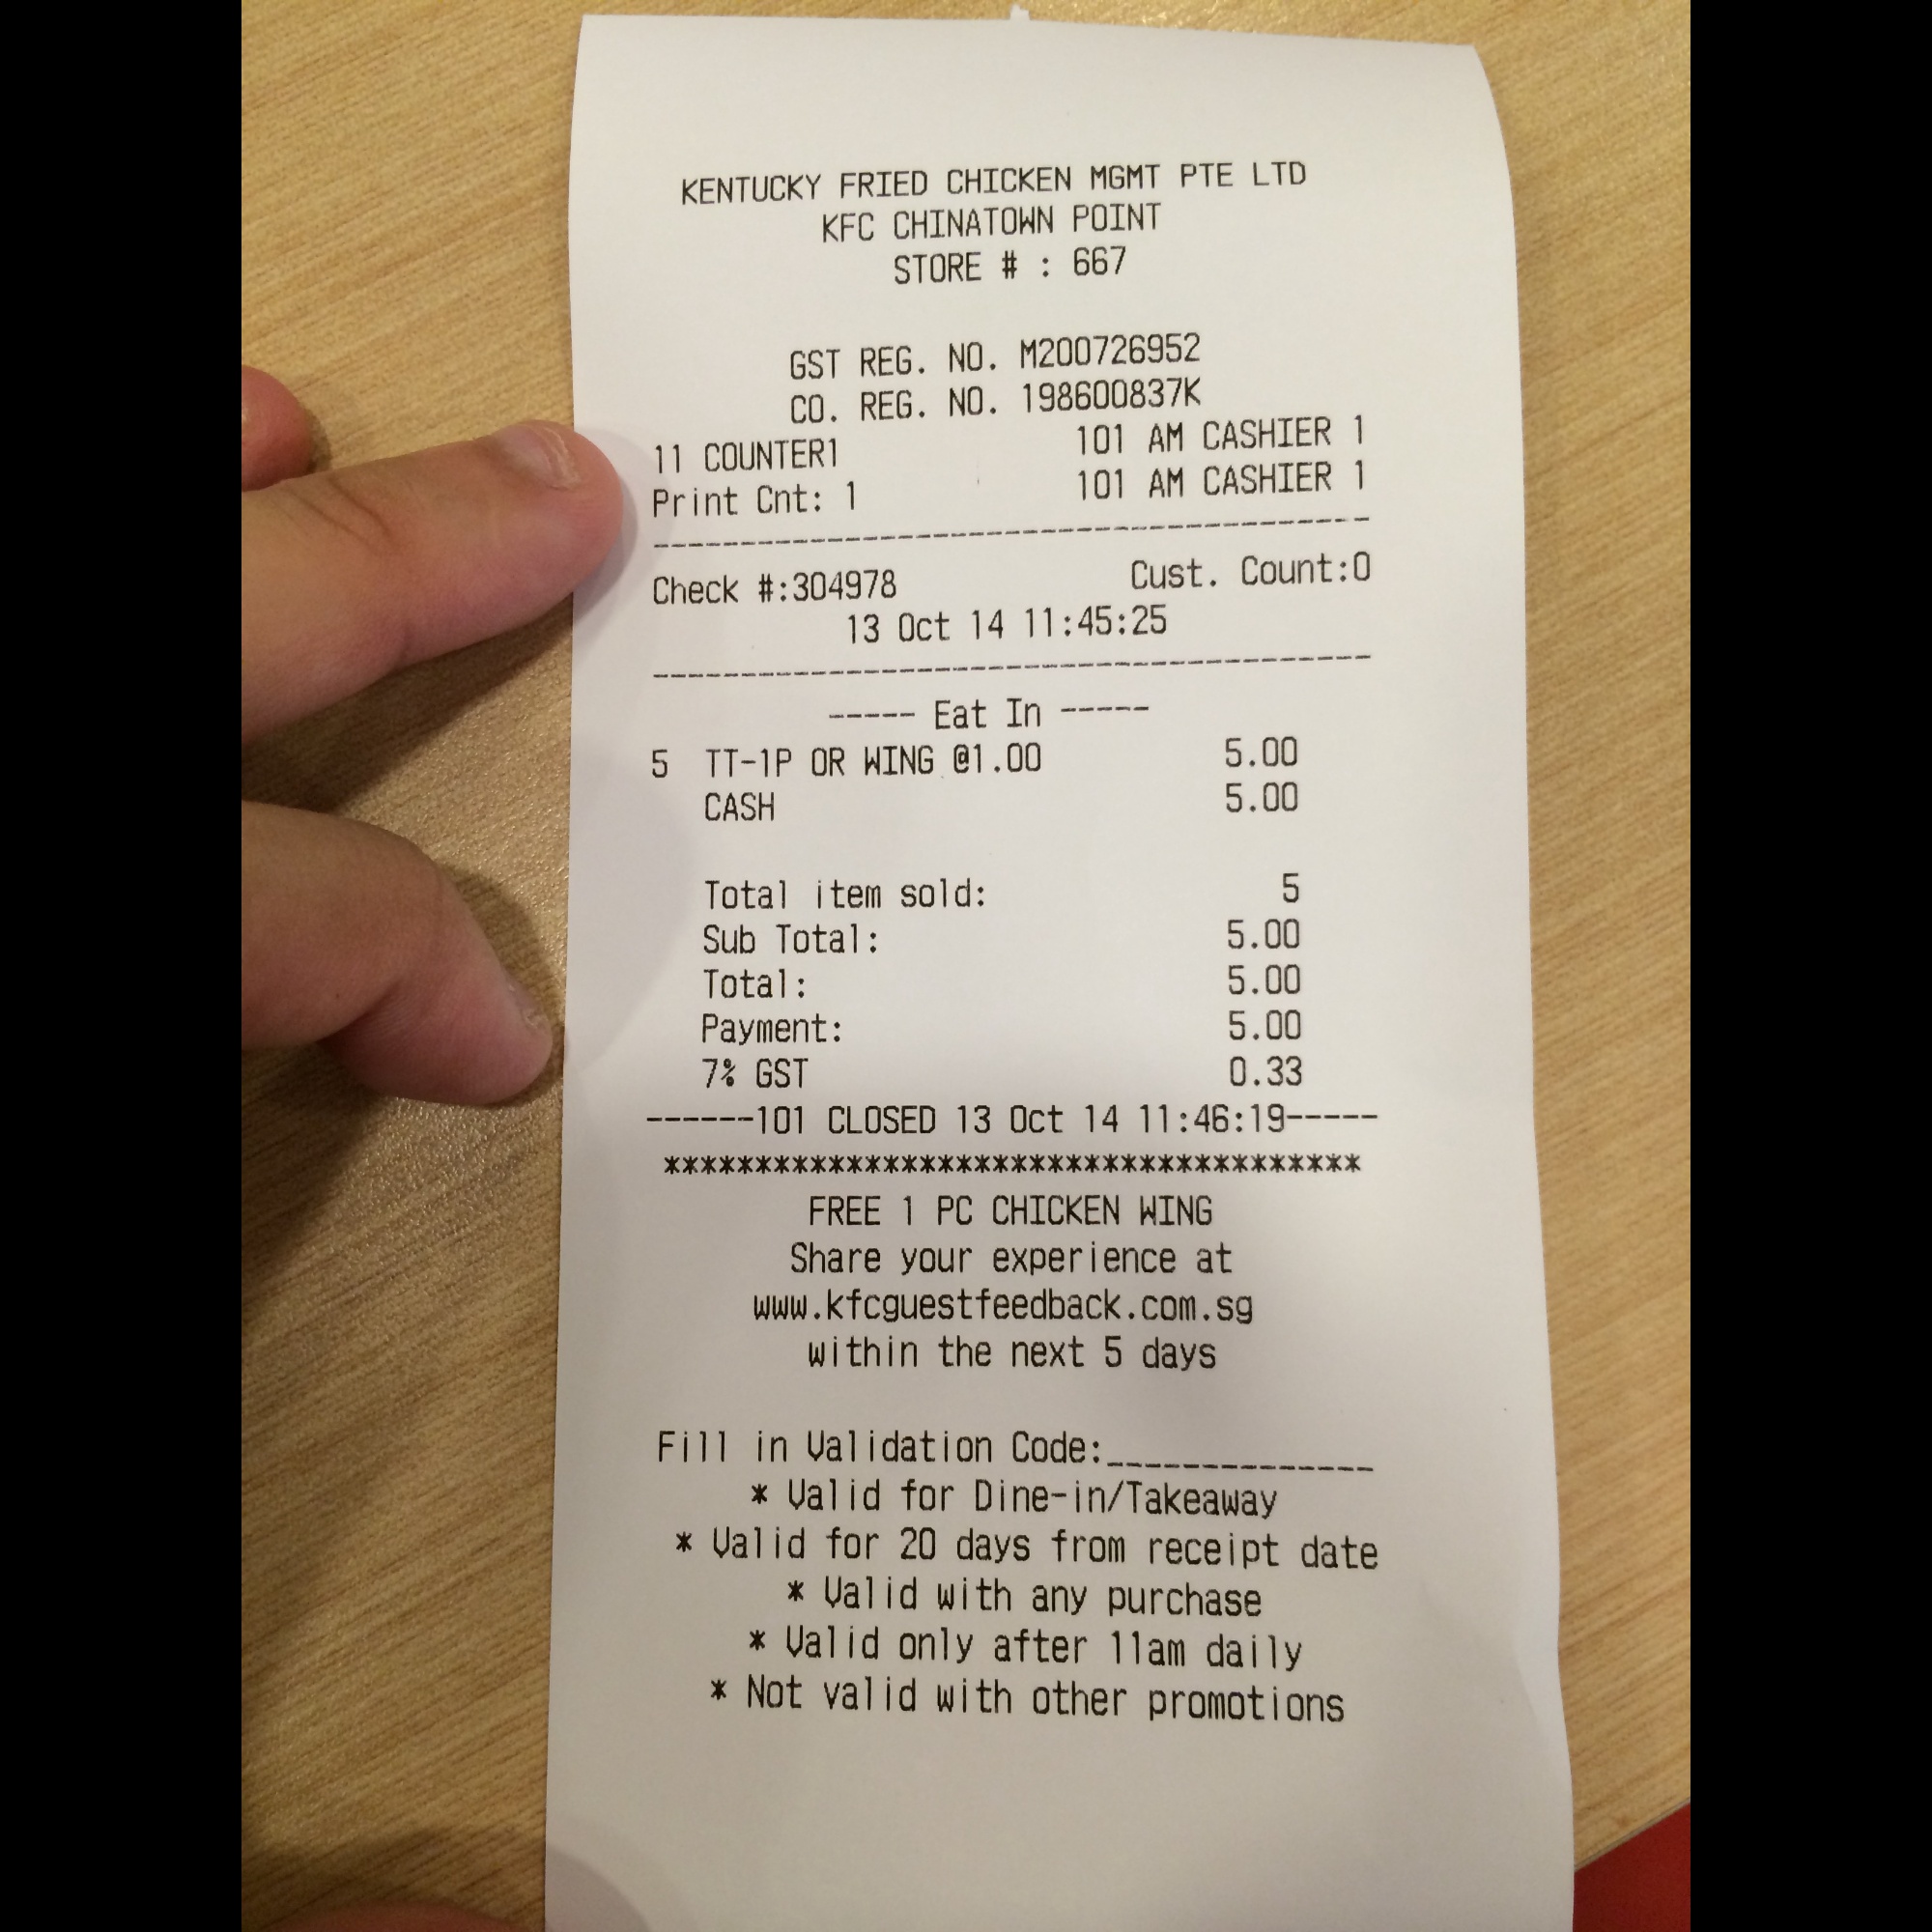 KENTUCKY FRIED CHICKEN MGMT PTE LTD
KFC CHINATOWN POINT
STORE # : 667
GST REG. NO. M200726952
CO. REG. NO. 198600837K
11 COUNTER1 101 AM CASHIER 1
Print Cnt: 1 101 AM CASHIER 1
----------------------------------------
Check #:304978 Cust. Count:0
13 Oct 14 11:45:25
----------------------------------------
----- Eat In -----
5 TT-1P OR WING @1.00 5.00
CASH 5.00
Total item sold: 5
Sub Total: 5.00
Total: 5.00
Payment: 5.00
7% GST 0.33
------101 CLOSED 13 Oct 14 11:46:19-----
**************************************
FREE 1 PC CHICKEN WING
Share your experience at
www.kfcguestfeedback.com.sg
within the next 5 days
Fill in Validation Code:______________
* Valid for Dine-in/Takeaway
* Valid for 20 days from receipt date
* Valid with any purchase
* Valid only after 11am daily
* Not valid with other promotions